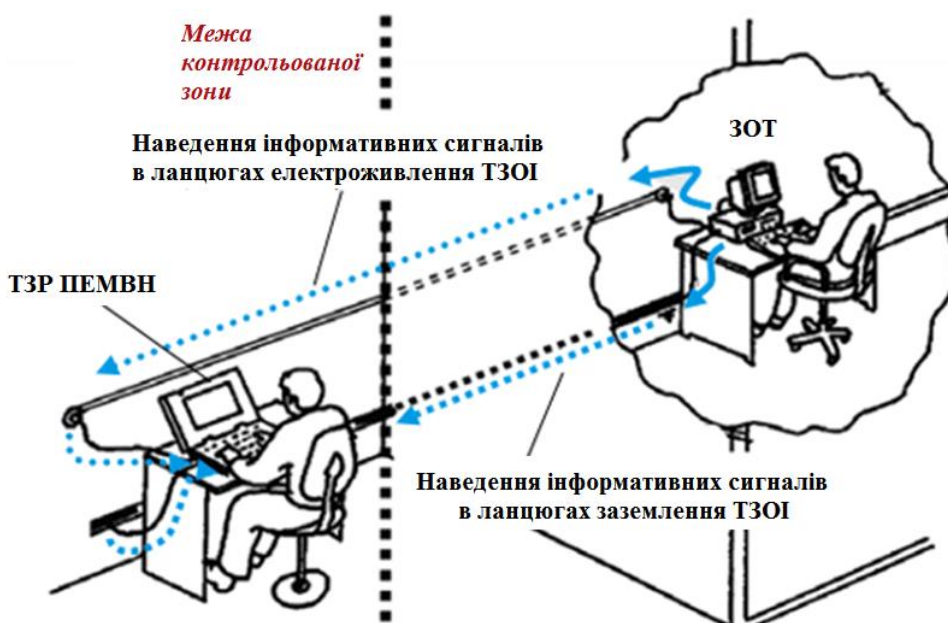 Межа
контрольованої
зони
Наведення інформативних сигналів
в ланцюгах електроживлення ТЗОІ
ЗОТ
ТЗР ПЕМВН
Наведення інформативних сигналів
в ланцюгах заземлення ТЗОІ